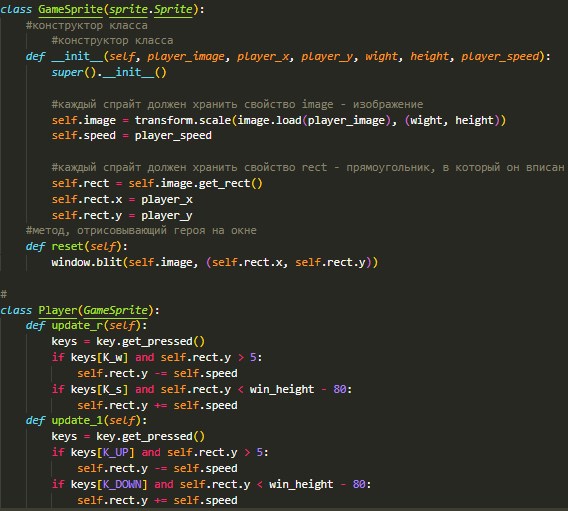 class GameSprite(sprite.Sprite):
    #конструктор класса
        #конструктор класса
    def __init__(self, player_image, player_x, player_y, wight, height, player_speed):
        super().__init__()

        #каждый спрайт должен хранить свойство image - изображение
        self.image = transform.scale(image.load(player_image), (wight, height))
        self.speed = player_speed

        #каждый спрайт должен хранить свойство rect - прямоугольник, в который он вписан
        self.rect = self.image.get_rect()
        self.rect.x = player_x
        self.rect.y = player_y
    #метод, отрисовывающий героя на окне
    def reset(self):
        window.blit(self.image, (self.rect.x, self.rect.y))

#
class Player(GameSprite):
    def update_r(self):
        keys = key.get_pressed()
        if keys[K_w] and self.rect.y > 5:
            self.rect.y -= self.speed
        if keys[K_s] and self.rect.y < win_height - 80:
            self.rect.y += self.speed
    def update_l(self):
        keys = key.get_pressed()
        if keys[K_UP] and self.rect.y > 5:
            self.rect.y -= self.speed
        if keys[K_DOWN] and self.rect.y < win_height - 80:
            self.rect.y += self.speed